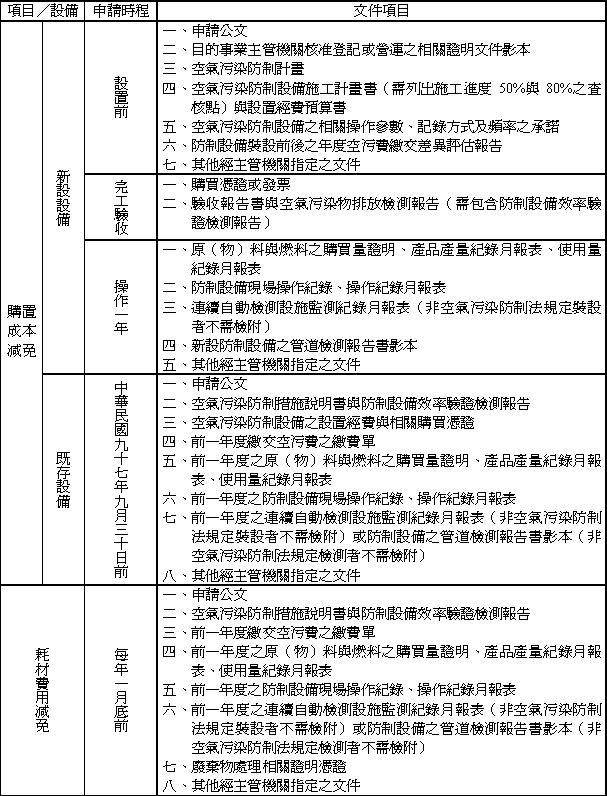 項目／設備
申請時程
文件項目
購置成本減免
新設設備
設置前
一、申請公文
二、目的事業主管機關核准登記或營運之相關證明文件影本
三、空氣污染防制計畫
四、空氣污染防制設備施工計畫書（需列出施工進度 50%與 80%之查
核點）與設置經費預算書
五、空氣污染防制設備之相關操作參數、記錄方式及頻率之承諾
六、防制設備裝設前後之年度空污費繳交差異評估報告
七、其他經主管機關指定之文件
完工驗收
一、購買憑證或發票
二、驗收報告書與空氣污染物排放檢測報告（需包含防制設備效率驗
證檢測報告）
操作一年
一、原（物）料與燃料之購買量證明、產品產量紀錄月報表、使用量
紀錄月報表
二、防制設備現場操作紀錄、操作紀錄月報表
三、連續自動檢測設施監測紀錄月報表（非空氣污染防制法規定裝設
者不需檢附）
四、新設防制設備之管道檢測報告書影本
五、其他經主管機關指定之文件
既存設備
中華民國九十七年九月三十日前
一、申請公文
二、空氣污染防制措施說明書與防制設備效率驗證檢測報告
三、空氣污染防制設備之設置經費與相關購買憑證
四、前一年度繳交空污費之繳費單
五、前一年度之原（物）料與燃料之購買量證明、產品產量紀錄月報
表、使用量紀錄月報表
六、前一年度之防制設備現場操作紀錄、操作紀錄月報表
七、前一年度之連續自動檢測設施監測紀錄月報表（非空氣污染防制
法規定裝設者不需檢附）或防制設備之管道檢測報告書影本（非
空氣污染防制法規定檢測者不需檢附）
八、其他經主管機關指定之文件
耗材費用減免
每年一月底前
一、申請公文
二、空氣污染防制措施說明書與防制設備效率驗證檢測報告
三、前一年度繳交空污費之繳費單
四、前一年度之原（物）料與燃料之購買量證明、產品產量紀錄月報
表、使用量紀錄月報表
五、前一年度之防制設備現場操作紀錄、操作紀錄月報表
六、前一年度之連續自動檢測設施監測紀錄月報表（非空氣污染防制
法規定裝設者不需檢附）或防制設備之管道檢測報告書影本（非
空氣污染防制法規定檢測者不需檢附）
七、廢棄物處理相關證明憑證
八、其他經主管機關指定之文件